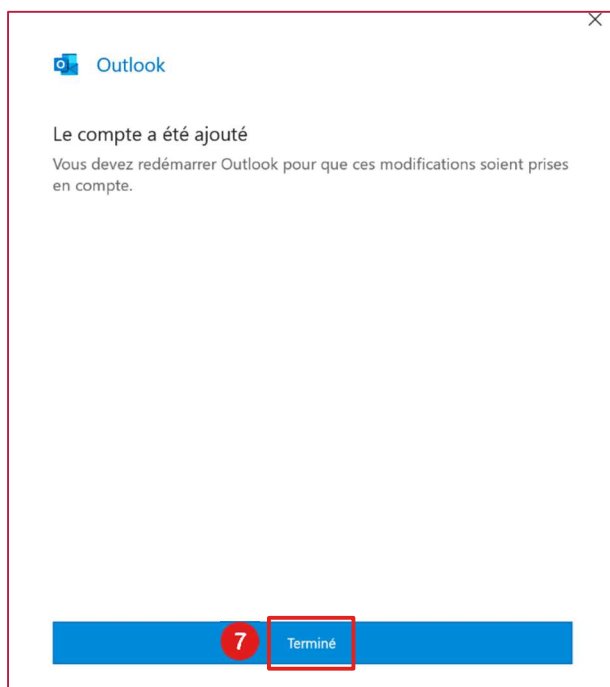 Outlook
Le compte a été ajouté
Vous devez redémarrer Outlook pour que ces modifications soient prises
en compte.
7 Terminé